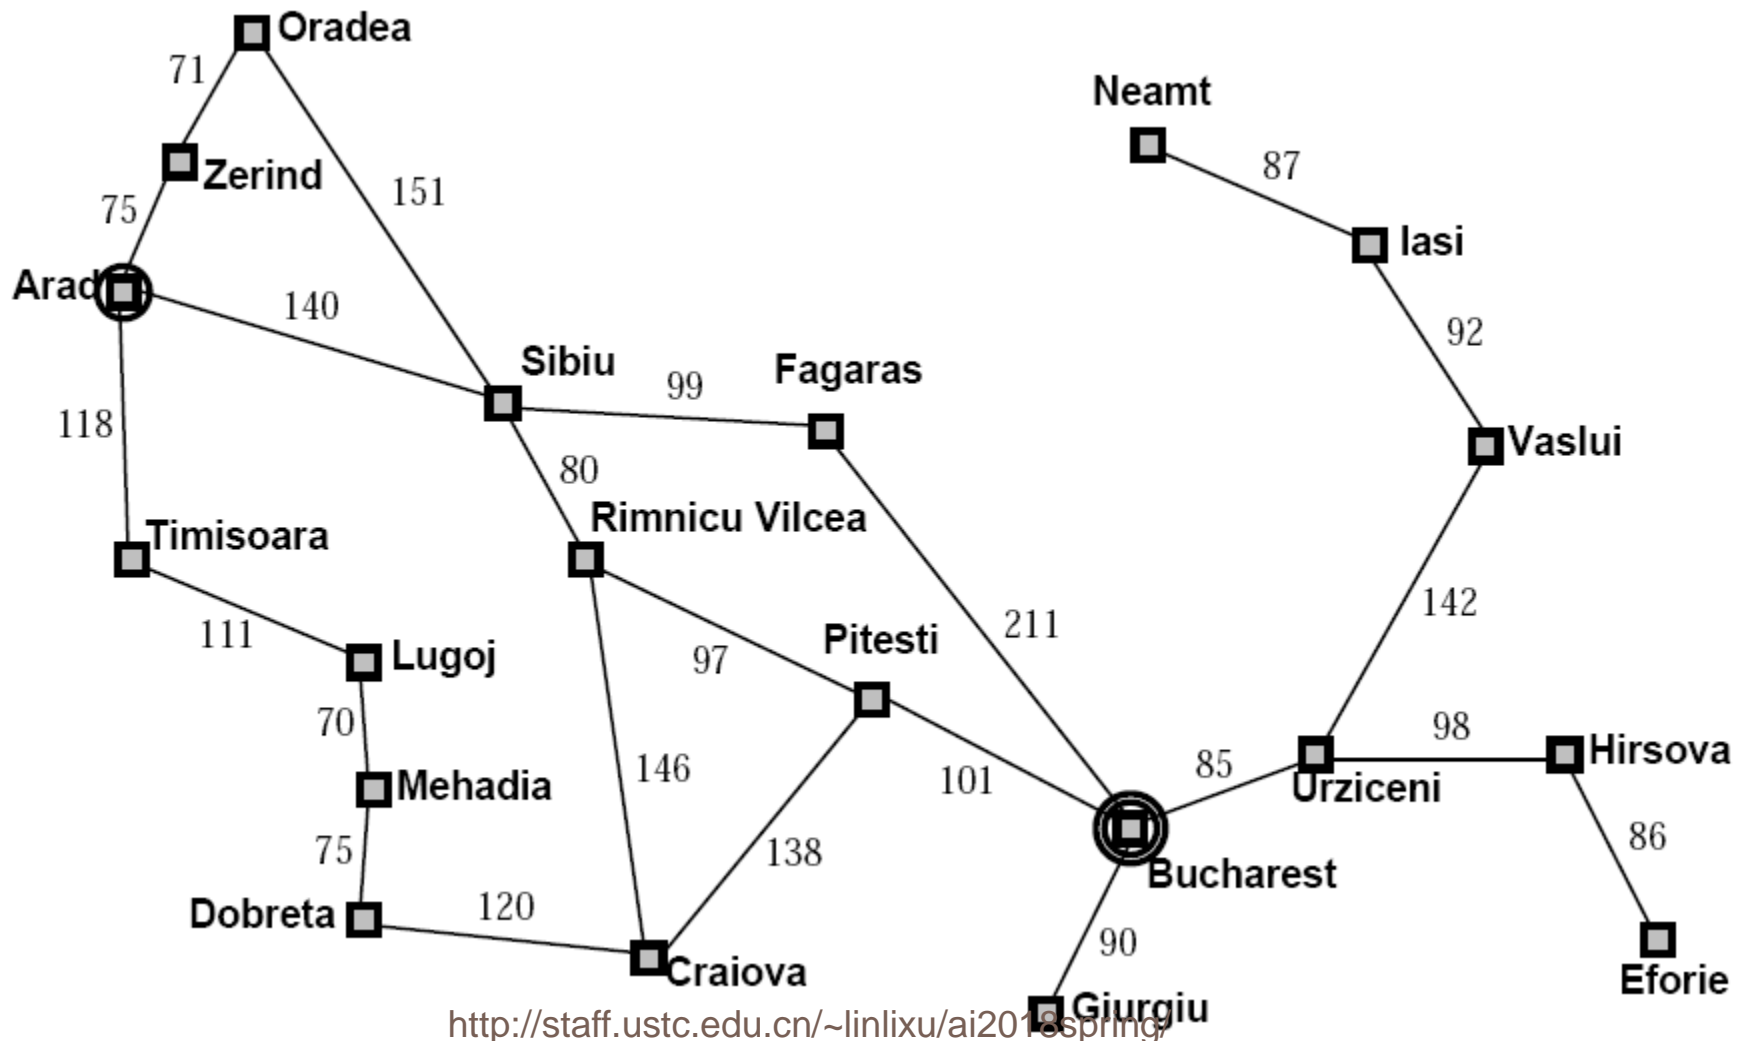 Oradea
71
Neamt
87
Zerind
151
75
Iasi
Arad
140
92
Sibiu
99
Fagaras
118
Vaslui
80
Rimnicu Vilcea
Timisoara
142
211
111
Pitesti
Lugoj
97
70
98
Hirsova
146
85
101
Mehadia
Urziceni
75
138
86
Bucharest
120
Dobreta
90
Craiova
Eforie
Giurgiu
http://staff.ustc.edu.cn/~linlixu/ai2018spring/